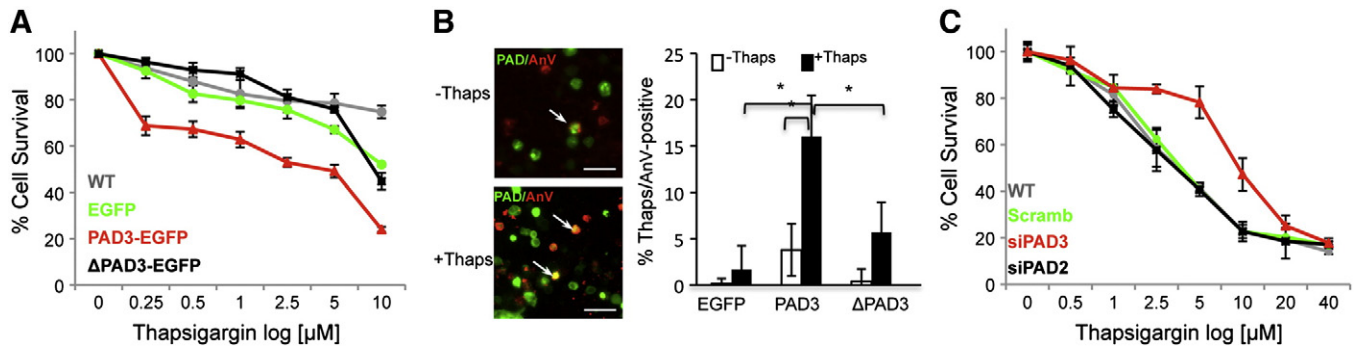 A
% Cell Survival
100
80
60
40
20
0
WT
EGFP
PAD3-EGFP
ΔPAD3-EGFP
0 0.25 0.5 1 2.5 5 10
Thapsigargin log [µM]
B
-Thaps
PAD/AnV
+Thaps
PAD/AnV
% Thaps/AnV-positive
25
20
15
10
5
0
-Thaps +Thaps
* * *
EGFP PAD3 ΔPAD3
C
% Cell Survival
100
80
60
40
20
0
WT
Scramb
siPAD3
siPAD2
0 0.5 1 2.5 5 10 20 40
Thapsigargin log [µM]